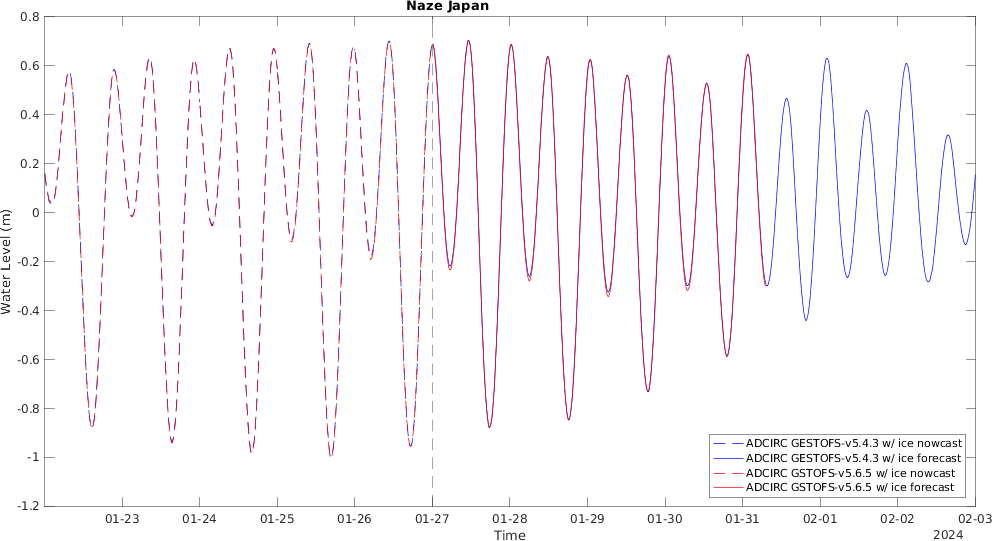 Naze Japan
0.8
0.6
0.4
0.2
0
-0.2
-0.4
-0.6
-0.8
-1
-1.2
Water Level (m)
ADCIRC GESTOFS-v5.4.3 w/ ice nowcast
ADCIRC GESTOFS-v5.4.3 w/ ice forecast
ADCIRC GSTOFS-v5.6.5 w/ ice nowcast
ADCIRC GSTOFS-v5.6.5 w/ ice forecast
01-23 01-24 01-25 01-26 01-27 01-28 01-29 01-30 01-31 02-01 02-02 02-03
Time
2024